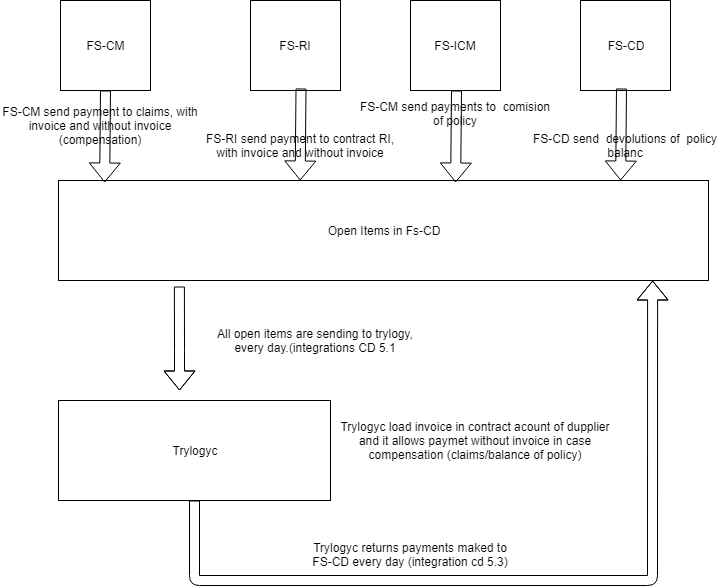 FS-CM
FS-RI
FS-ICM
FS-CD
FS-CM send payment to claims, with
invoice and without invoice
(compensation)
FS-RI send payment to contract RI,
with invoice and without invoice
FS-CM send payments to  comision
of policy
FS-CD send  devolutions of  policy
balanc
Open Items in Fs-CD
All open items are sending to trylogy,
every day.(integrations CD 5.1
Trylogyc
Trylogyc load invoice in contract acount of dupplier
and it allows paymet without invoice in case
compensation (claims/balance of policy)
Trylogyc returns payments maked to
FS-CD every day (integration cd 5.3)